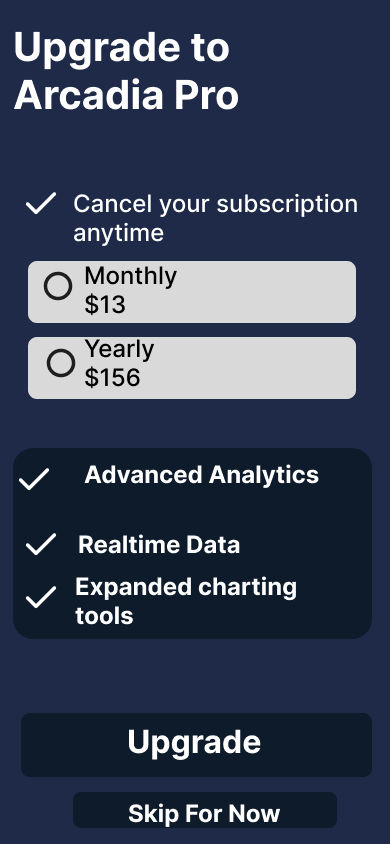 Upgrade to
Arcadia Pro
Cancel your subscription
anytime
Monthly
$13
Yearly
$156
Advanced Analytics
Realtime Data
Expanded charting
tools
Upgrade
Skip For Now